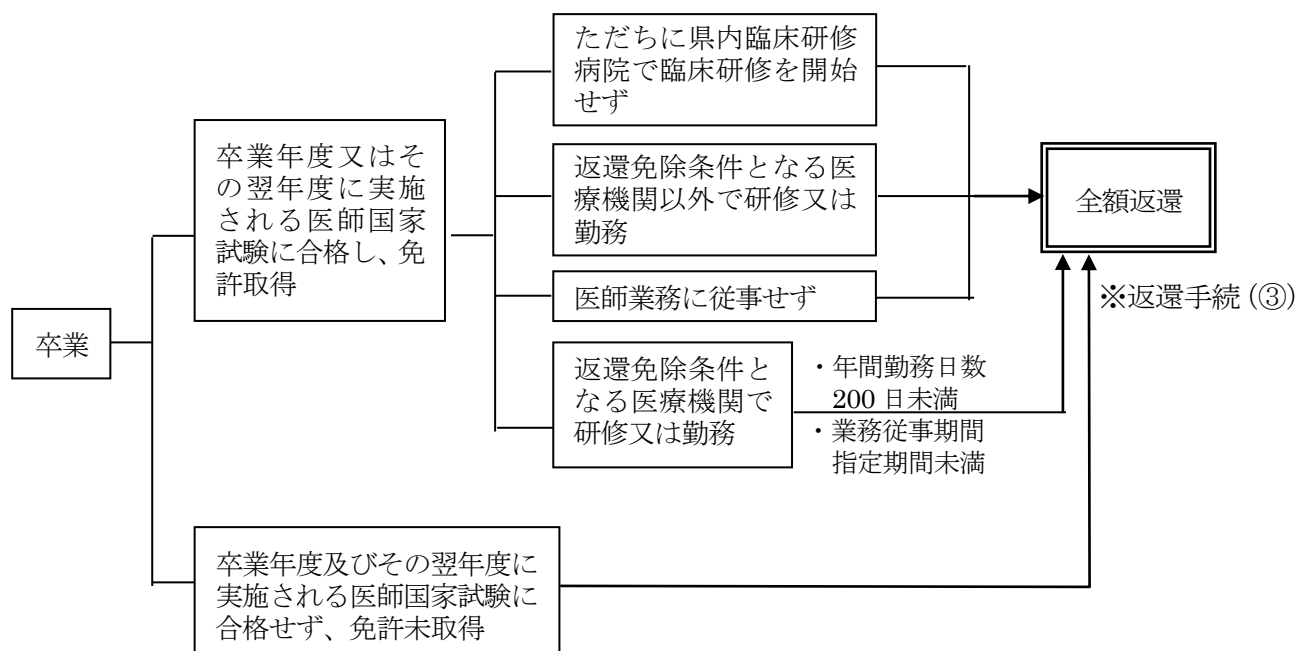 卒業
卒業年度又はそ
の翌年度に実施
される医師国家
試験に合格し、免
許取得
ただちに県内臨床研修
病院で臨床研修を開始
せず
返還免除条件となる医
療機関以外で研修又は
勤務
医師業務に従事せず
返還免除条件と
なる医療機関で
研修又は勤務
・年間勤務日数
200 日未満
・業務従事期間
指定期間未満
全額返還
※返還手続(③)
卒業年度及びその翌年度に
実施される医師国家試験に
合格せず、免許未取得